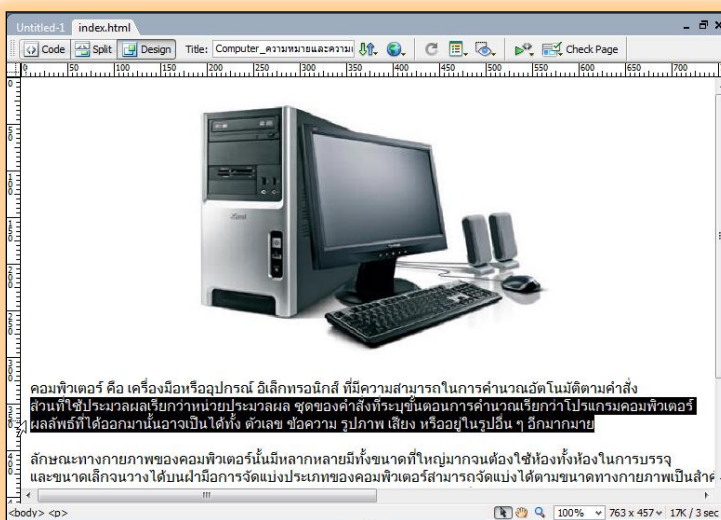 Untitled-1 index.html
Code Split Design Title: Computer_ความหมายและความ Check Page
0 50 100 150 200 250 300 350 400 450 500 550 600 650 700
คอมพิวเตอร์ คือ เครื่องมือหรืออุปกรณ์ อิเล็กทรอนิกส์ ที่มีความสามารถในการคำนวณอัตโนมัติตามคำสั่ง
ส่วนที่ใช้ประมวลผลเรียกว่าหน่วยประมวลผล ชุดของคำสั่งที่ระบุขั้นตอนการคำนวณเรียกว่าโปรแกรมคอมพิวเตอร์
ผลลัพธ์ที่ได้ออกมานั้นอาจเป็นได้ทั้ง ตัวเลข ข้อความ รูปภาพ เสียง หรืออยู่ในรูปอื่น ๆ อีกมากมาย
ลักษณะทางกายภาพของคอมพิวเตอร์นั้นมีหลากหลายมีทั้งขนาดที่ใหญ่มากจนต้องใช้ห้องทั้งห้องในการบรรจุ
และขนาดเล็กจนวางได้บนฝ่ามือการจัดแบ่งประเภทของคอมพิวเตอร์สามารถจัดแบ่งได้ตามขนาดทางกายภาพเป็นสำคั
<body> <p> 100% 763 x 457 17K / 3 sec